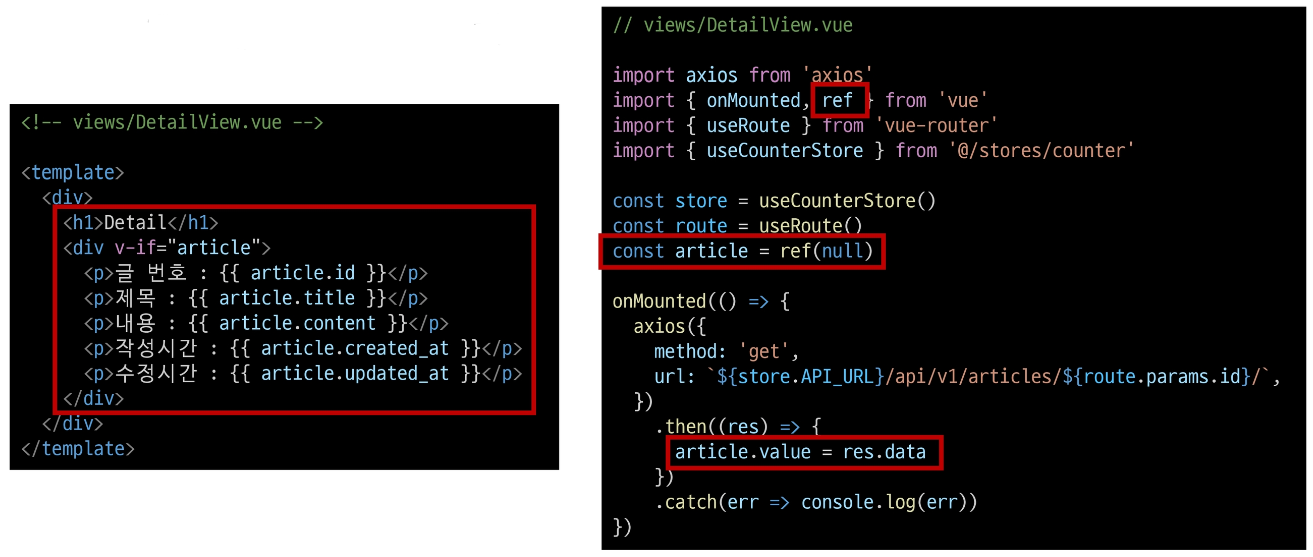 <!-- views/DetailView.vue -->
<template>
<div>
<h1>Detail</h1>
<div v-if="article">
<p>글 번호 : {{ article.id }}</p>
<p>제목 : {{ article.title }}</p>
<p>내용 : {{ article.content }}</p>
<p>작성시간 : {{ article.created_at }}</p>
<p>수정시간 : {{ article.updated_at }}</p>
</div>
</div>
</template>
// views/DetailView.vue
import axios from 'axios'
import { onMounted, ref } from 'vue'
import { useRoute } from 'vue-router'
import { useCounterStore } from '@/stores/counter'
const store = useCounterStore()
const route = useRoute()
const article = ref(null)
onMounted(() => {
axios({
method: 'get',
url: `${store.API_URL}/api/v1/articles/${route.params.id}/`,
})
.then((res) => {
article.value = res.data
})
.catch(err => console.log(err))
})